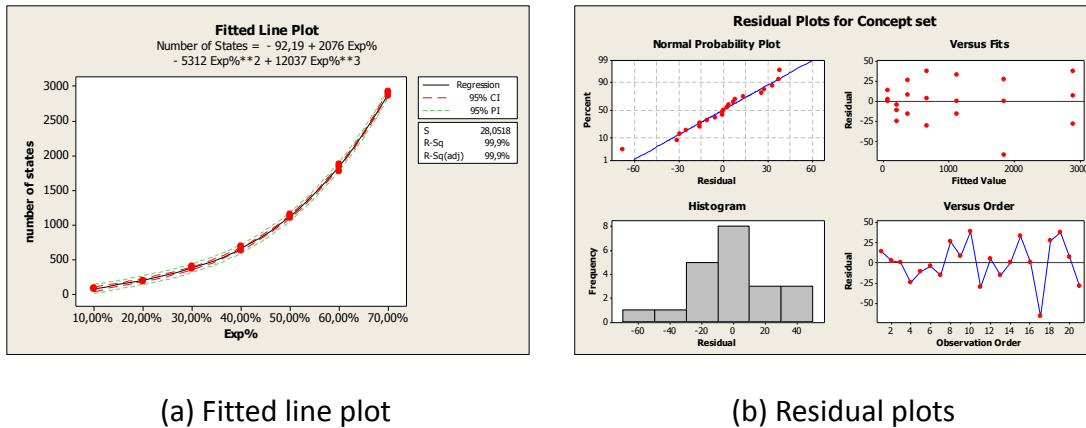 Fitted Line Plot
Number of States = - 92,19 + 2076 Exp%
- 5312 Exp%**2 + 12037 Exp%**3
3000
2500
2000
1500
1000
500
0
number of states
10,00% 20,00% 30,00% 40,00% 50,00% 60,00% 70,00%
Exp%
Regression
95% CI
95% PI
S 28,0518
R-Sq 99,9%
R-Sq(adj) 99,9%
(a) Fitted line plot
Residual Plots for Concept set
Normal Probability Plot
99
90
50
10
1
Percent
-60 -30 0 30 60
Residual
Versus Fits
50
25
0
-25
-50
Residual
0 1000 2000 3000
Fitted Value
Histogram
8
6
4
2
0
Frequency
-60 -40 -20 0 20 40
Residual
Versus Order
50
25
0
-25
-50
Residual
2 4 6 8 10 12 14 16 18 20
Observation Order
(b) Residual plots